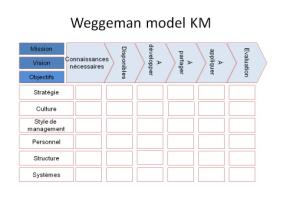 Weggeman model KM
Mission
Vision
Objectifs
Connaissances
nécessaires
Disponibles
À
développer
À
partager
À
appliquer
Evaluation
Stratégie
Culture
Style de
management
Personnel
Structure
Systèmes